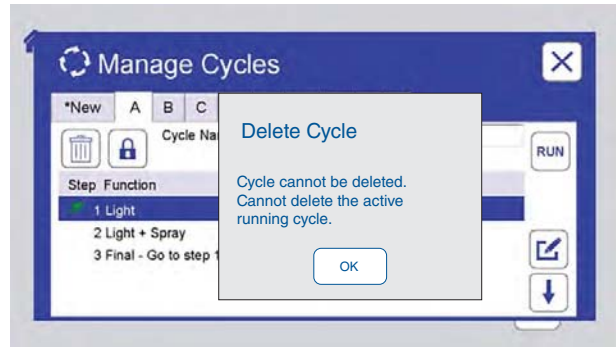 Manage Cycles
*New A B C
Cycle Na
RUN
Step Function
1 Light
2 Light + Spray
3 Final - Go to step 1
Delete Cycle
Cycle cannot be deleted.
Cannot delete the active
running cycle.
OK